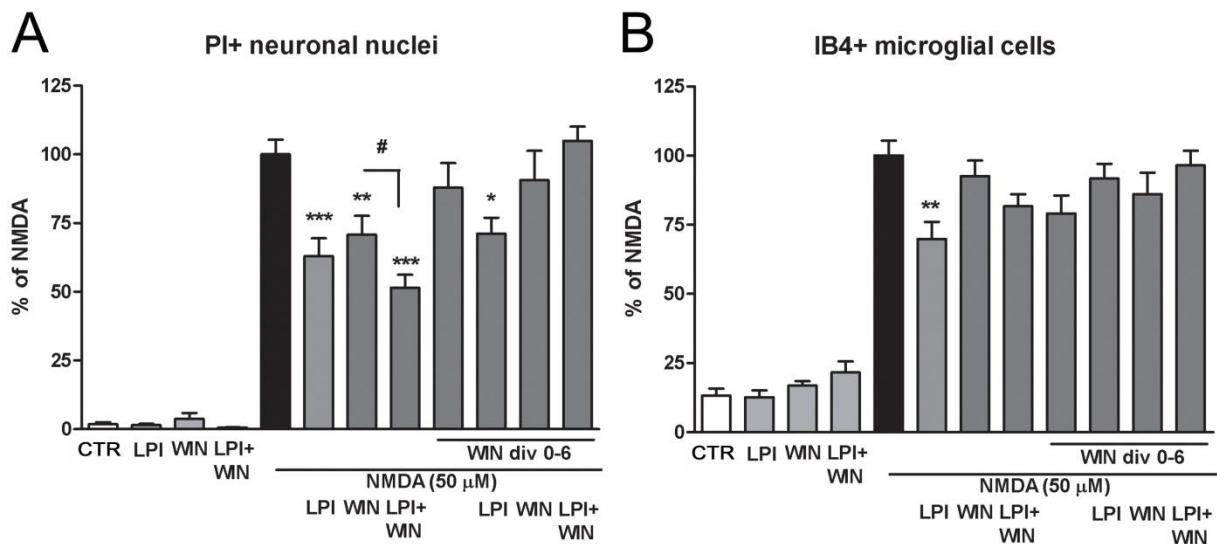 A
PI+ neuronal nuclei
% of NMDA
125
100
75
50
25
0
***
**
#
***
*
CTR LPI WIN LPI+
WIN
WIN div 0-6
NMDA (50 μM)
LPI WIN LPI+ LPI WIN LPI+
WIN WIN
B
IB4+ microglial cells
% of NMDA
125
100
75
50
25
0
**
CTR LPI WIN LPI+
WIN
WIN div 0-6
NMDA (50 μM)
LPI WIN LPI+ LPI WIN LPI+
WIN WIN